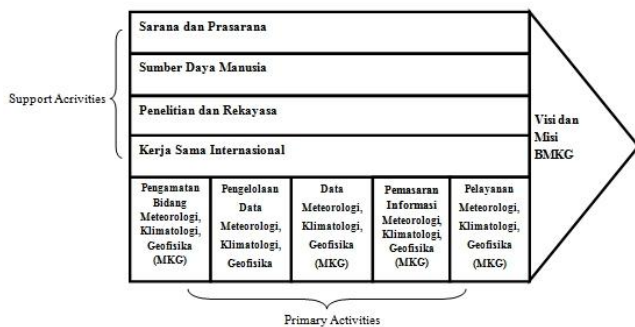 Sarana dan Prasarana
Sumber Daya Manusia
Support Acrivities
Penelitian dan Rekayasa
Kerja Sama Internasional
Visi dan
Misi
BMKG
Pengamatan
Bidang
Meteorologi,
Klimatologi,
Geofisika
(MKG)
Pengelolaan
Data
Meteorologi,
Klimatologi,
Geofisika
Data
Meteorologi,
Klimatologi,
Geofisika
(MKG)
Pemasaran
Informasi
Meteorologi,
Klimatologi,
Geofisika
(MKG)
Pelayanan
Meteorologi,
Klimatologi,
Geofisika
(MKG)
Primary Activities